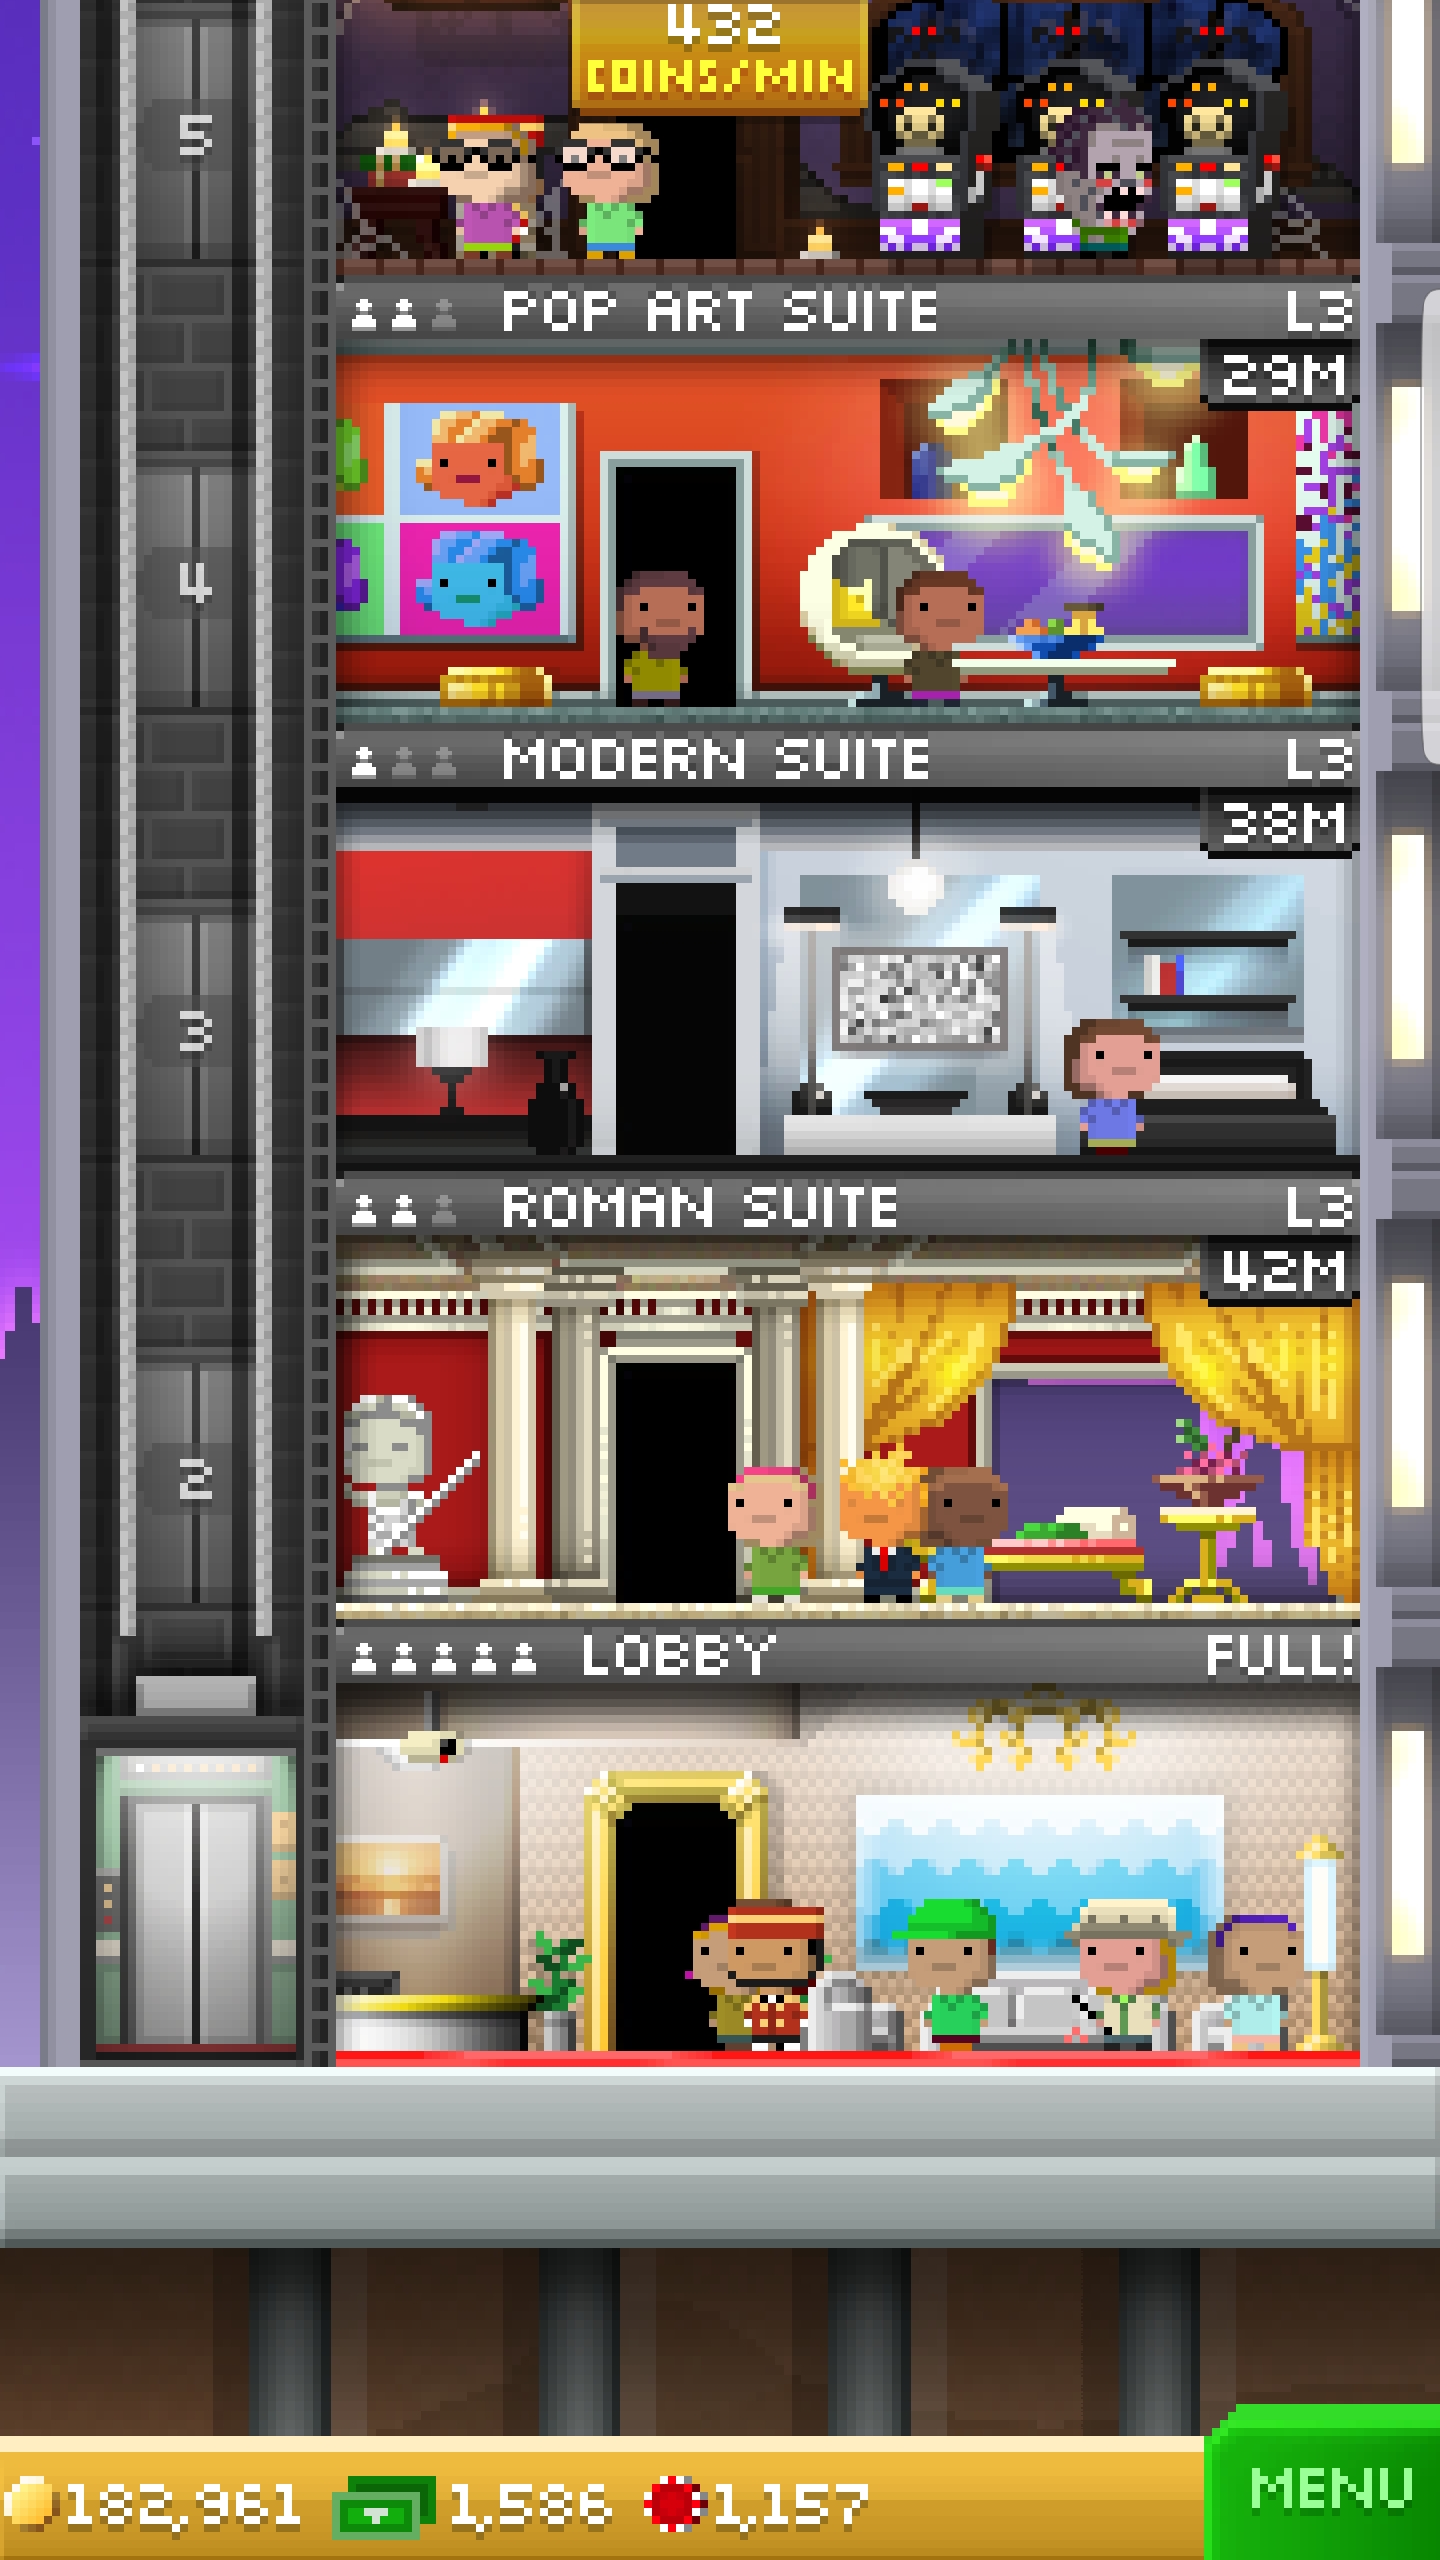 432
COINS/MIN
5
POP ART SUITE L3
29M
4
MODERN SUITE L3
38M
3
ROMAN SUITE L3
42M
2
LOBBY FULL!
182,961 1,586 1,157 MENU